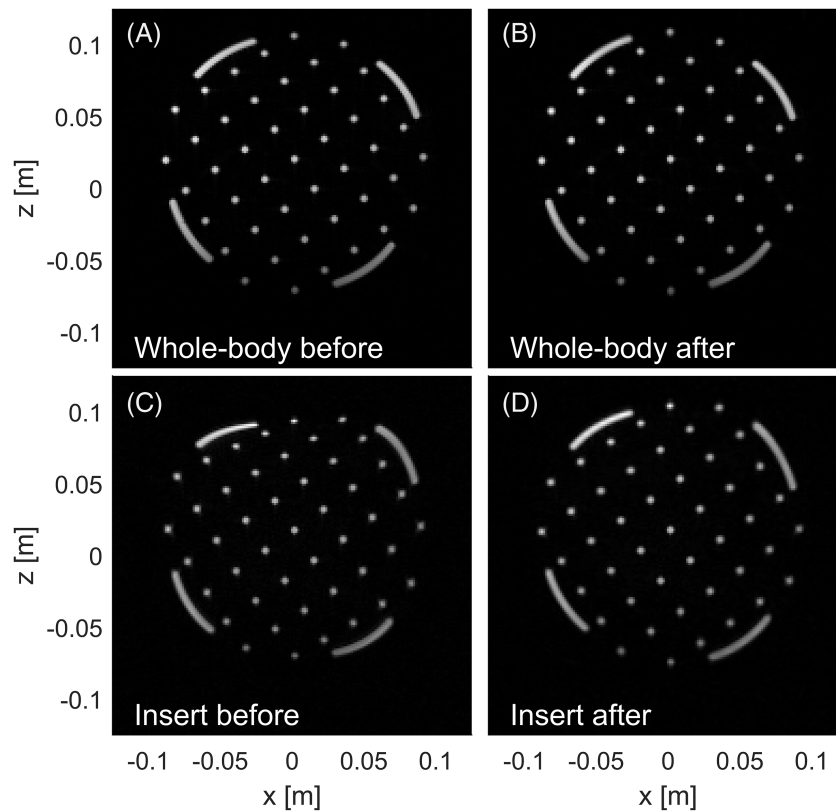 (A)
(B)
0.1
0.05
0
-0.05
-0.1
z [m]
Whole-body before
Whole-body after
(C)
(D)
0.1
0.05
0
-0.05
-0.1
z [m]
Insert before
Insert after
-0.1 -0.05 0 0.05 0.1
-0.1 -0.05 0 0.05 0.1
x [m]
x [m]